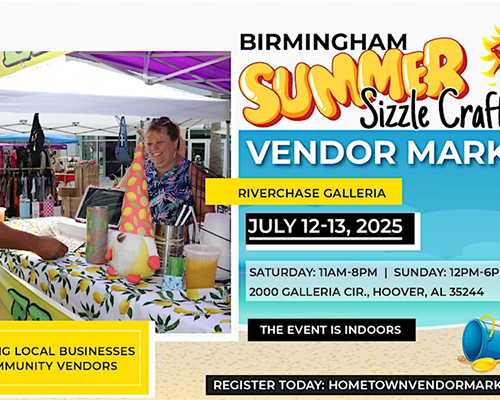 BIRMINGHAM
SUMMER
Sizzle Craft
VENDOR MARK
RIVERCHASE GALLERIA
JULY 12-13, 2025
SATURDAY: 11AM-8PM | SUNDAY: 12PM-6P
2000 GALLERIA CIR., HOOVER, AL 35244
THE EVENT IS INDOORS
NG LOCAL BUSINESSES
MMUNITY VENDORS
REGISTER TODAY: HOMETOWNVENDORMARK